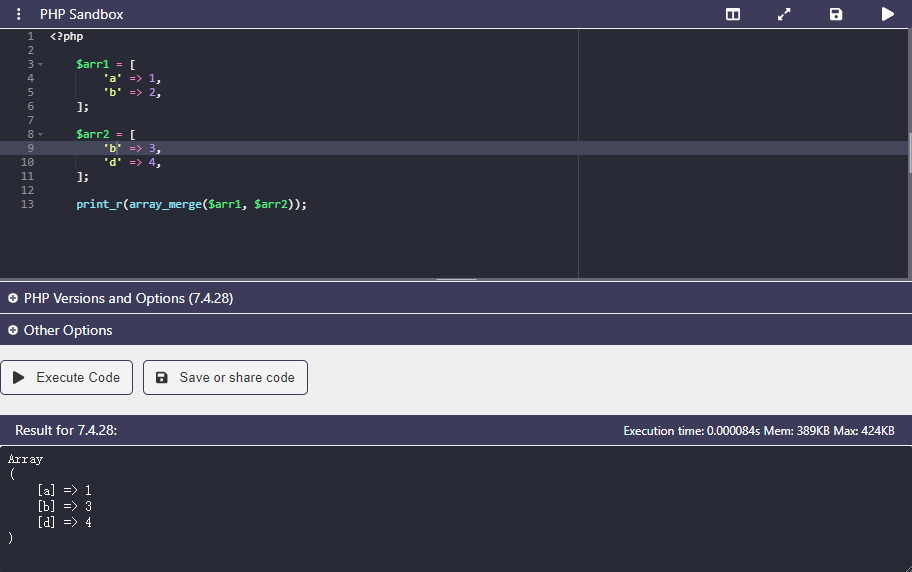 PHP Sandbox
1 <?php
2
3 $arr1 = [
4 'a' => 1,
5 'b' => 2,
6 ];
7
8 $arr2 = [
9 'b' => 3,
10 'd' => 4,
11 ];
12
13 print_r(array_merge($arr1, $arr2));
PHP Versions and Options (7.4.28)
Other Options
Execute Code Save or share code
Result for 7.4.28: Execution time: 0.000084s Mem: 389KB Max: 424KB
Array
(
[a] => 1
[b] => 3
[d] => 4
)